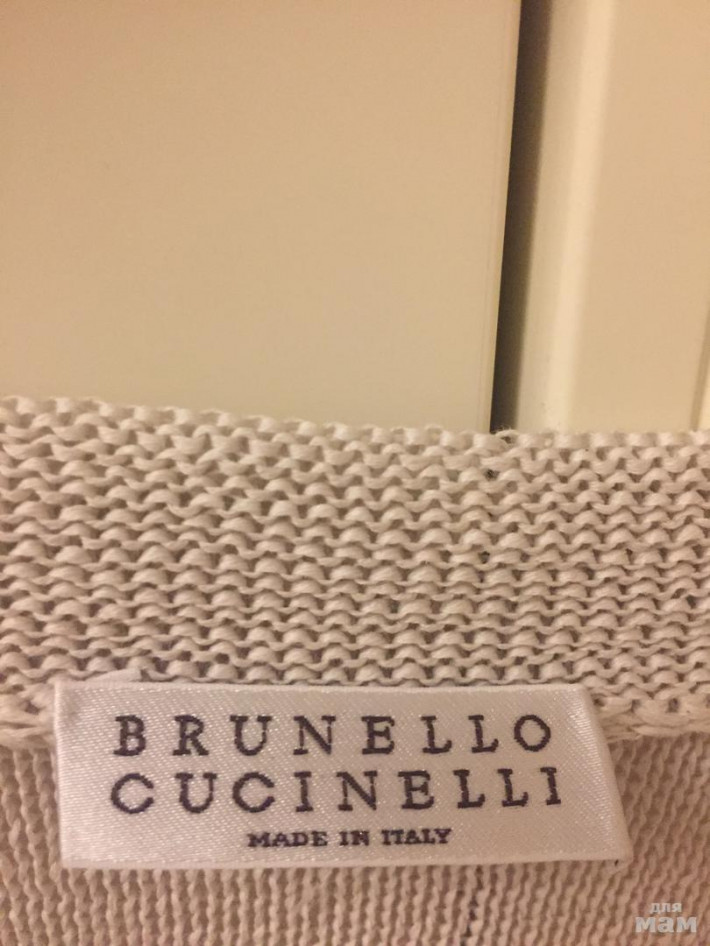 BRUNELLO
CUCINELLI
MADE IN ITALY
для
мам